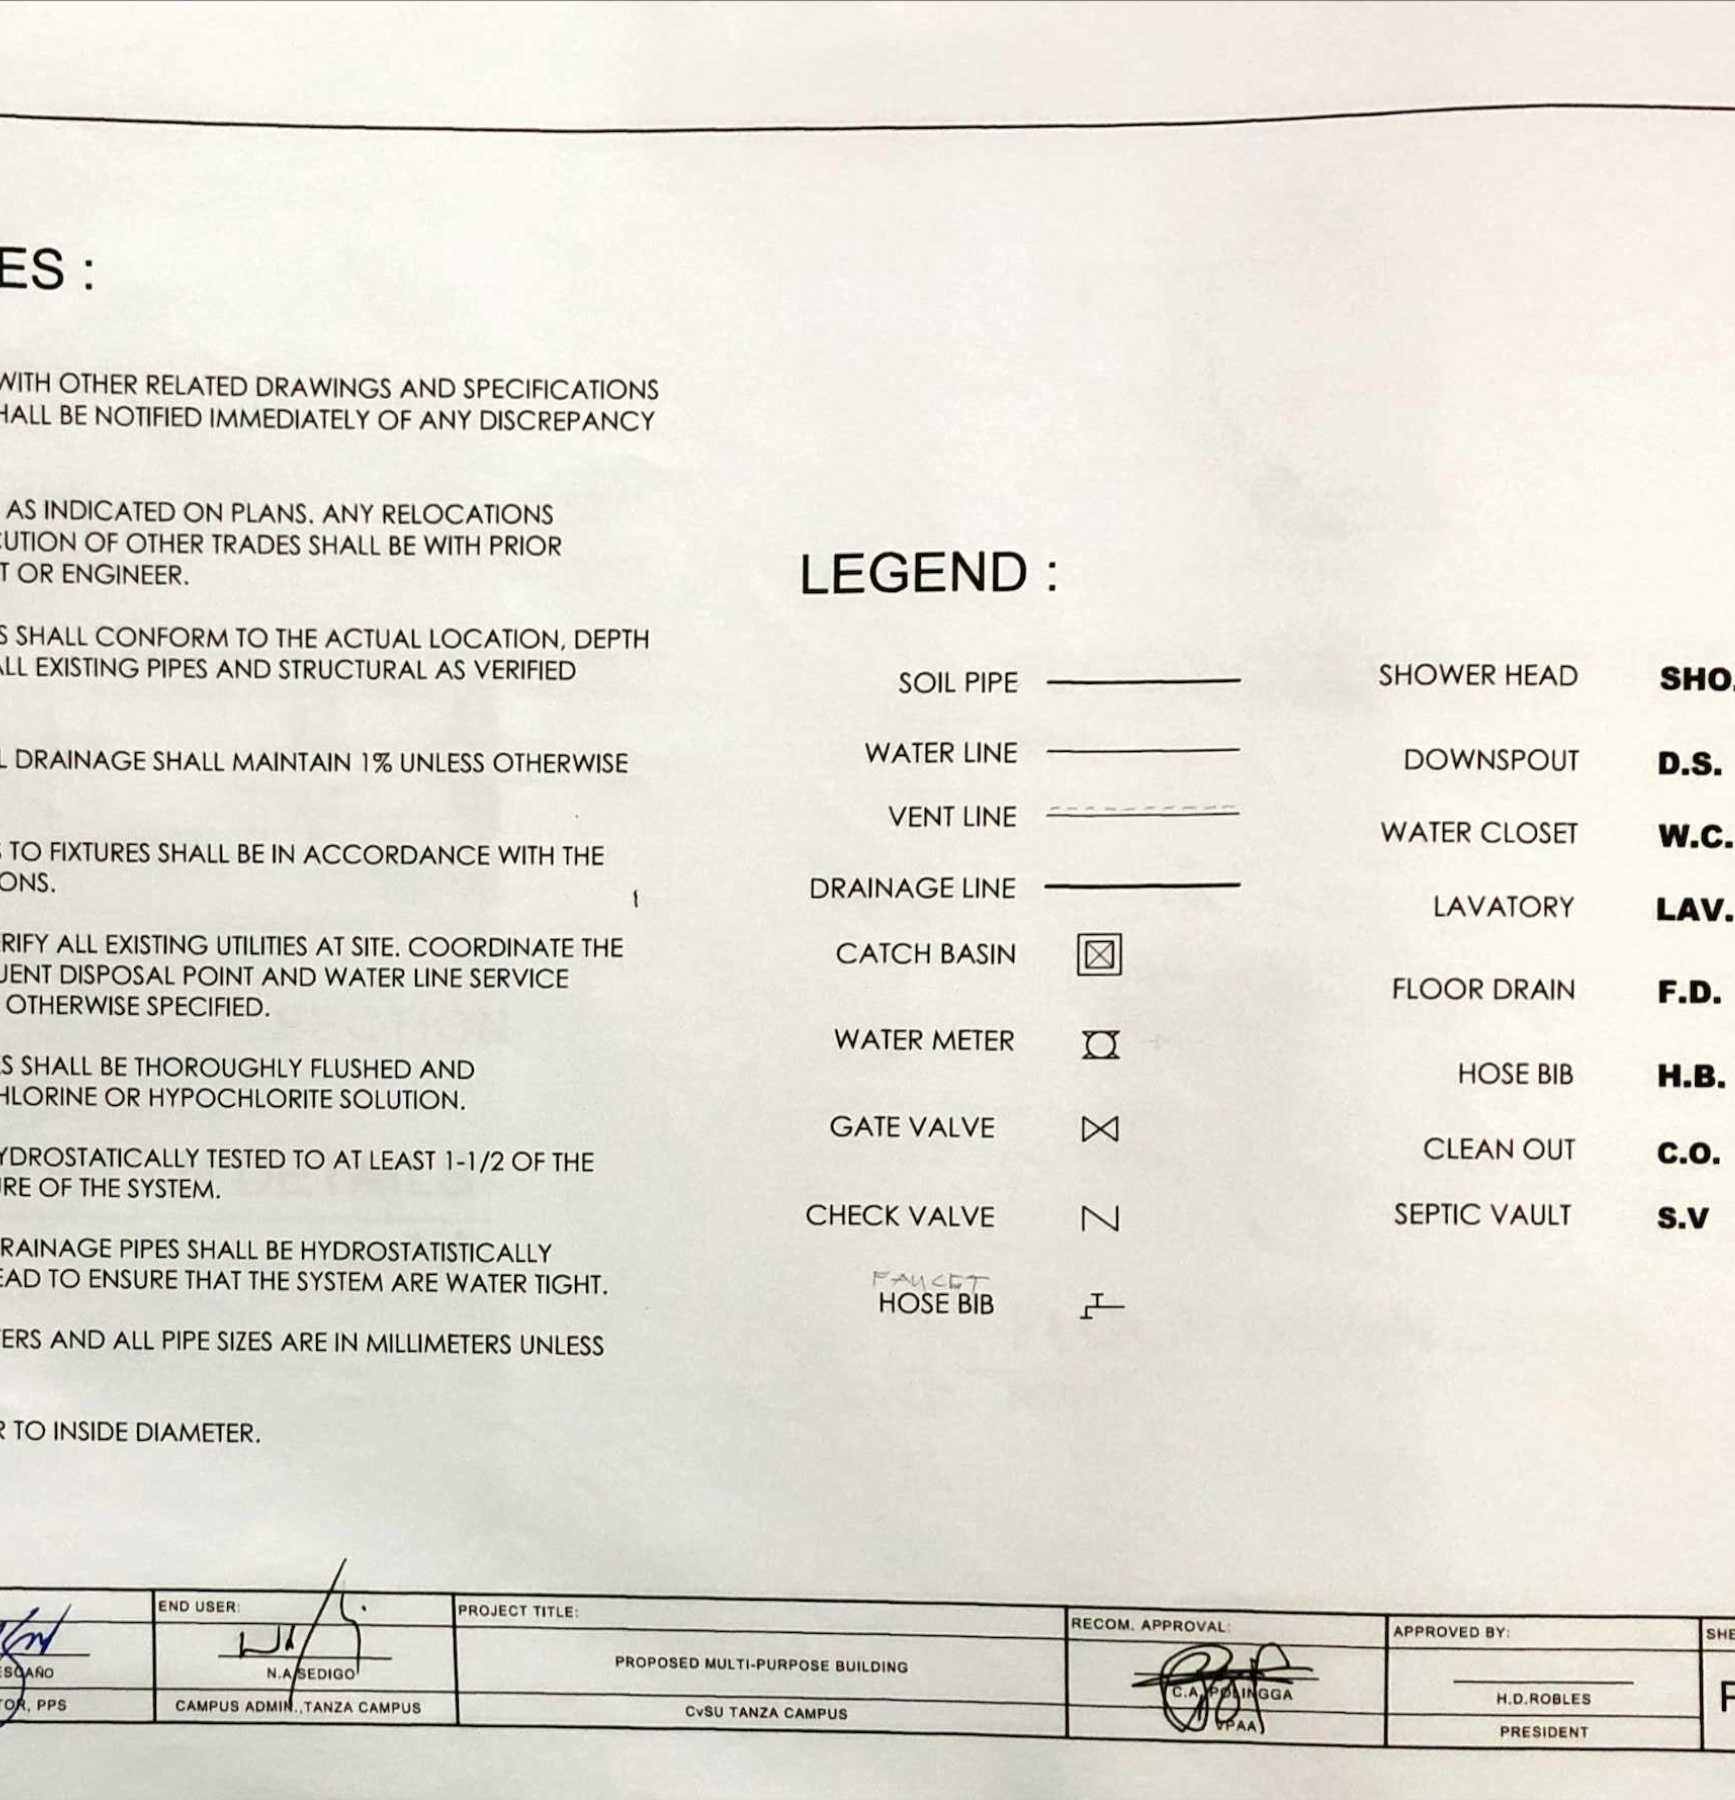 ES :
WITH OTHER RELATED DRAWINGS AND SPECIFICATIONS
HALL BE NOTIFIED IMMEDIATELY OF ANY DISCREPANCY
AS INDICATED ON PLANS. ANY RELOCATIONS
CUTION OF OTHER TRADES SHALL BE WITH PRIOR
T OR ENGINEER.
S SHALL CONFORM TO THE ACTUAL LOCATION, DEPTH
ALL EXISTING PIPES AND STRUCTURAL AS VERIFIED
L DRAINAGE SHALL MAINTAIN 1% UNLESS OTHERWISE
S TO FIXTURES SHALL BE IN ACCORDANCE WITH THE
ONS.
ERIFY ALL EXISTING UTILITIES AT SITE. COORDINATE THE
UENT DISPOSAL POINT AND WATER LINE SERVICE
OTHERWISE SPECIFIED.
ES SHALL BE THOROUGHLY FLUSHED AND
HLORINE OR HYPOCHLORITE SOLUTION.
YDROSTATICALLY TESTED TO AT LEAST 1-1/2 OF THE
RE OF THE SYSTEM.
RAINAGE PIPES SHALL BE HYDROSTATISTICALLY
EAD TO ENSURE THAT THE SYSTEM ARE WATER TIGHT.
ERS AND ALL PIPE SIZES ARE IN MILLIMETERS UNLESS
R TO INSIDE DIAMETER.
LEGEND :
SOIL PIPE
WATER LINE
VENT LINE
DRAINAGE LINE
CATCH BASIN
WATER METER
GATE VALVE
CHECK VALVE
FAUCET
HOSE BIB
SHOWER HEAD SHO.
DOWNSPOUT D.S.
WATER CLOSET W.C.
LAVATORY LAV.
FLOOR DRAIN F.D.
HOSE BIB H.B.
CLEAN OUT C.O.
SEPTIC VAULT S.V
ESCAÑO
TOR, PPS
END USER:
N.A.SEDIGO
CAMPUS ADMIN.,TANZA CAMPUS
PROJECT TITLE:
PROPOSED MULTI-PURPOSE BUILDING
CvSU TANZA CAMPUS
RECOM. APPROVAL:
C.A. POLINGGA
VPAA
APPROVED BY:
H.D.ROBLES
PRESIDENT
SHE